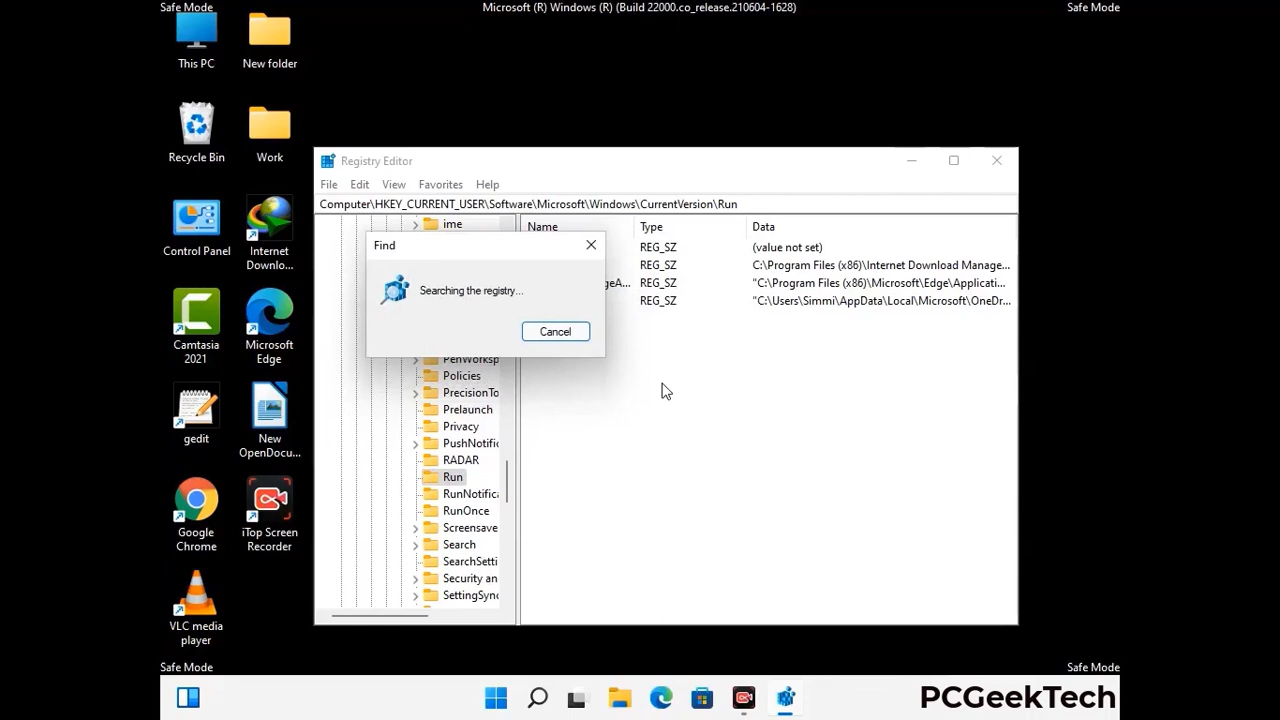 Safe Mode
Microsoft (R) Windows (R) (Build 22000.co_release.210604-1628)
Safe Mode
This PC
New folder
Recycle Bin
Work
Control Panel
Internet
Downlo...
Camtasia
2021
Microsoft
Edge
gedit
New
OpenDocu...
Google
Chrome
iTop Screen
Recorder
VLC media
player
Registry Editor
File Edit View Favorites Help
Computer\HKEY_CURRENT_USER\Software\Microsoft\Windows\CurrentVersion\Run
ime
PenWorksp
Policies
PrecisionTo
Prelaunch
Privacy
PushNotific
RADAR
Run
RunNotifica
RunOnce
Screensave
Search
SearchSetti
Security an
SettingSync
Name Type Data
REG_SZ (value not set)
REG_SZ C:\Program Files (x86)\Internet Download Manage...
geA... REG_SZ "C:\Program Files (x86)\Microsoft\Edge\Applicati...
REG_SZ "C:\Users\Simmi\AppData\Local\Microsoft\OneDr...
Find
Searching the registry...
Cancel
Safe Mode
Safe Mode
PCGeekTech